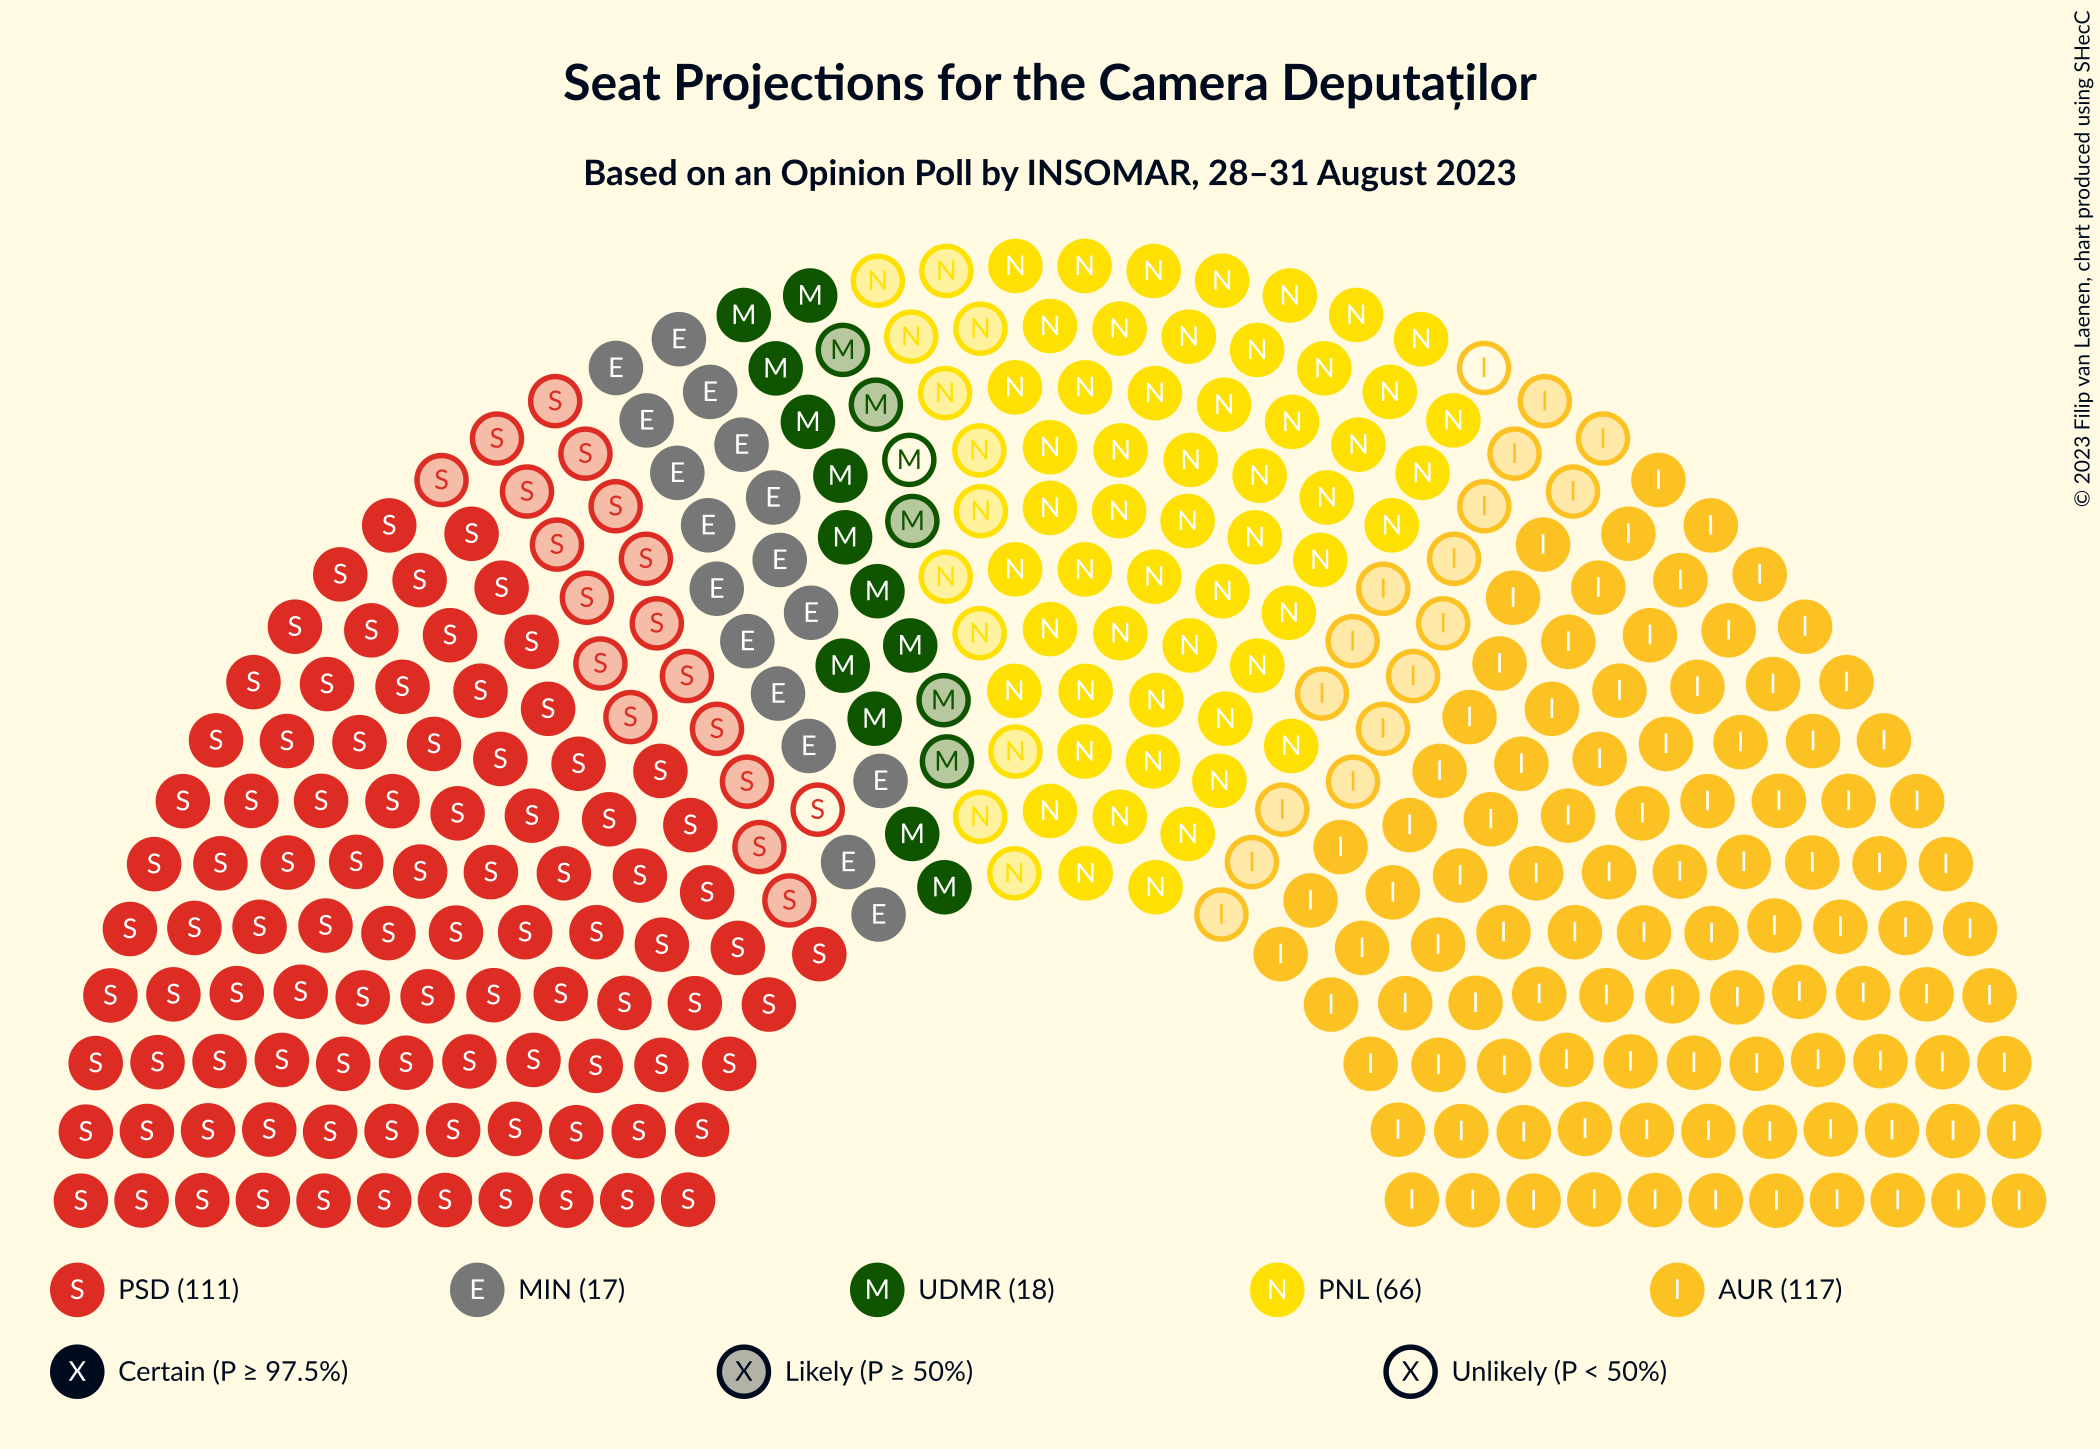 Seat Projections for the Camera Deputaților
Based on an Opinion Poll by INSOMAR, 28–31 August 2023
© 2023 Filip van Laenen, chart produced using SHecC
S PSD (111) E MIN (17) M UDMR (18) N PNL (66) I AUR (117)
X Certain (P ≥ 97.5%) X Likely (P ≥ 50%) X Unlikely (P < 50%)